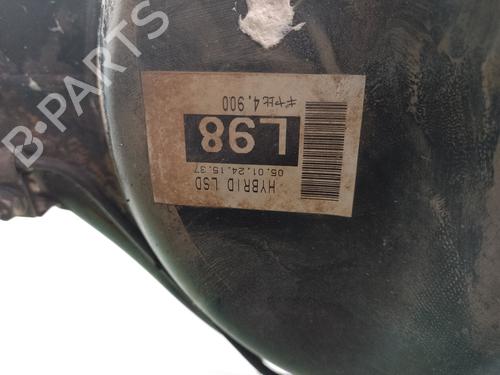 B-PARTS
ギヤ比4.900
L98
05.01.24.15.37
HYBRID LSD